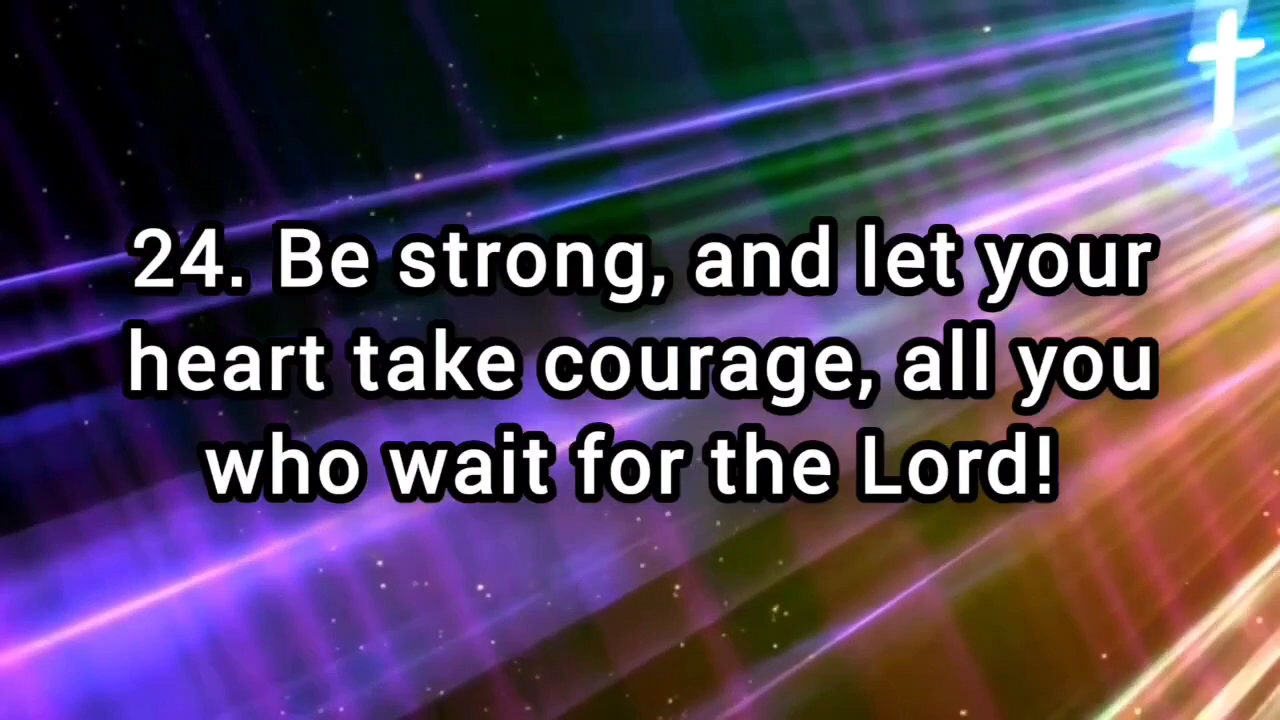 24. Be strong, and let your
heart take courage, all you
who wait for the Lord!